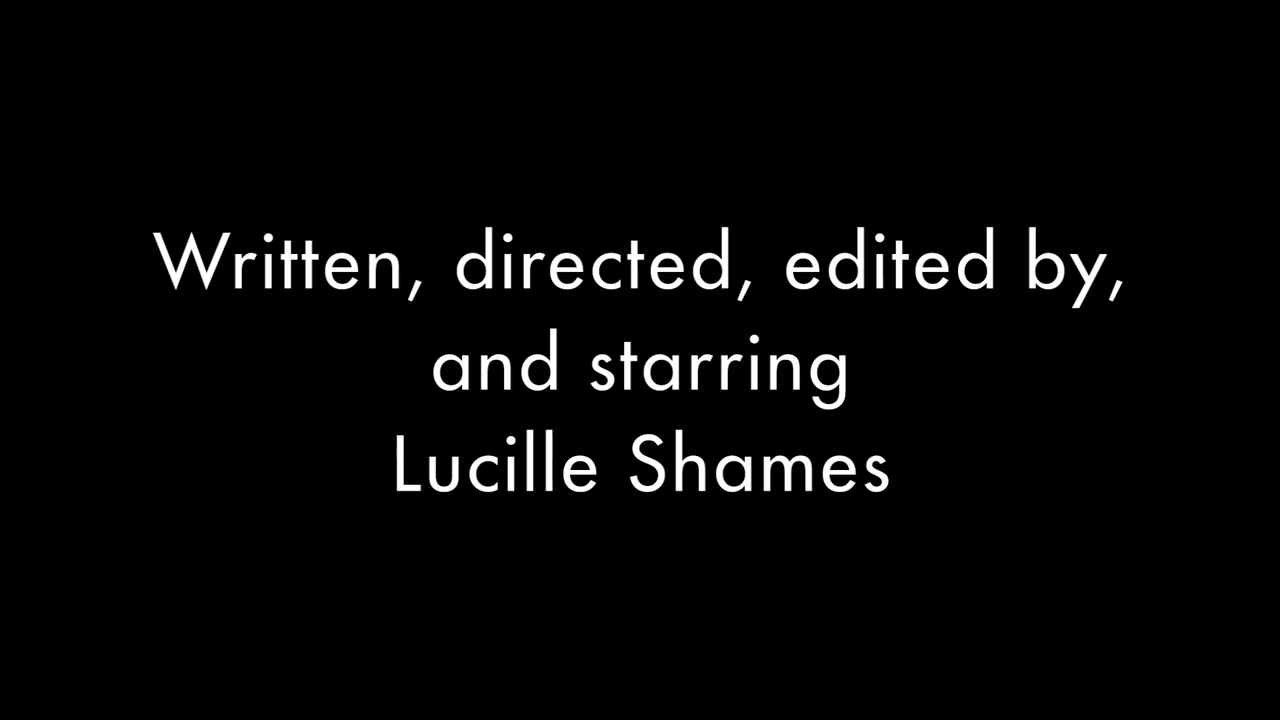 Written, directed, edited by,
and starring
Lucille Shames